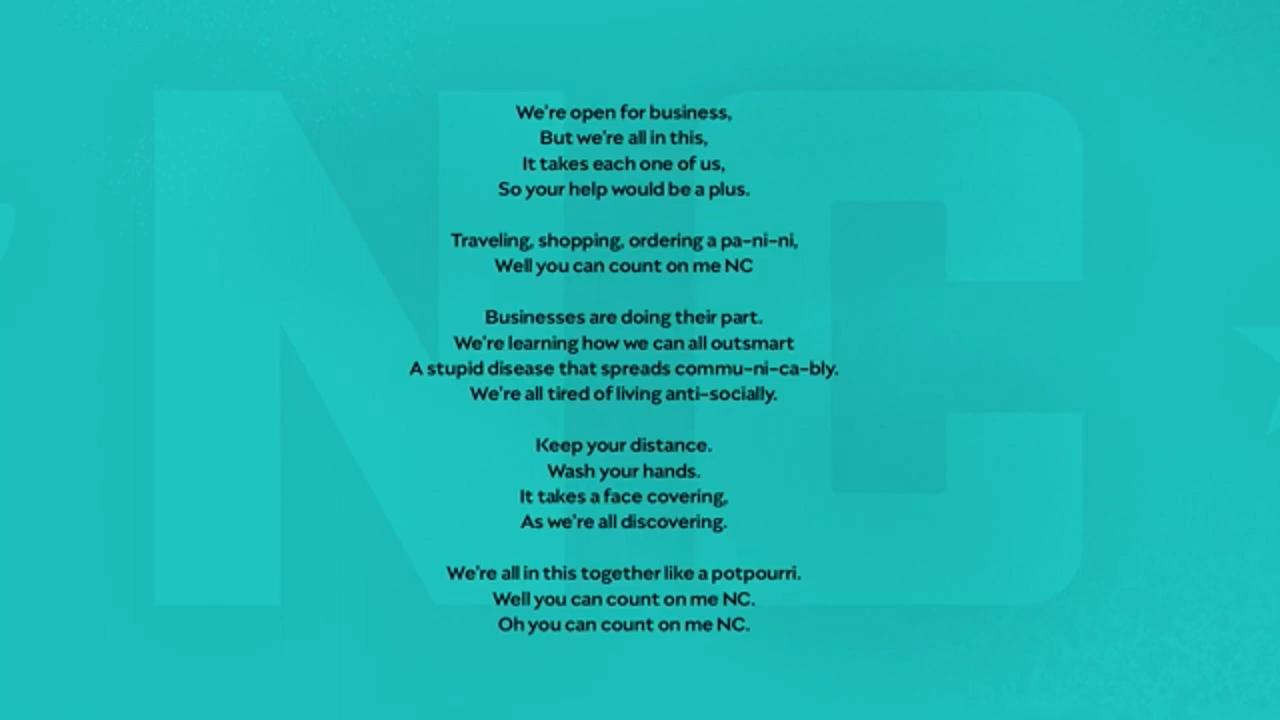 NC
We're open for business,
But we're all in this,
It takes each one of us,
So your help would be a plus.
Traveling, shopping, ordering a pa-ni-ni,
Well you can count on me NC
Businesses are doing their part.
We're learning how we can all outsmart
A stupid disease that spreads commu-ni-ca-bly.
We're all tired of living anti-socially.
Keep your distance.
Wash your hands.
It takes a face covering,
As we're all discovering.
We're all in this together like a potpourri.
Well you can count on me NC.
Oh you can count on me NC.